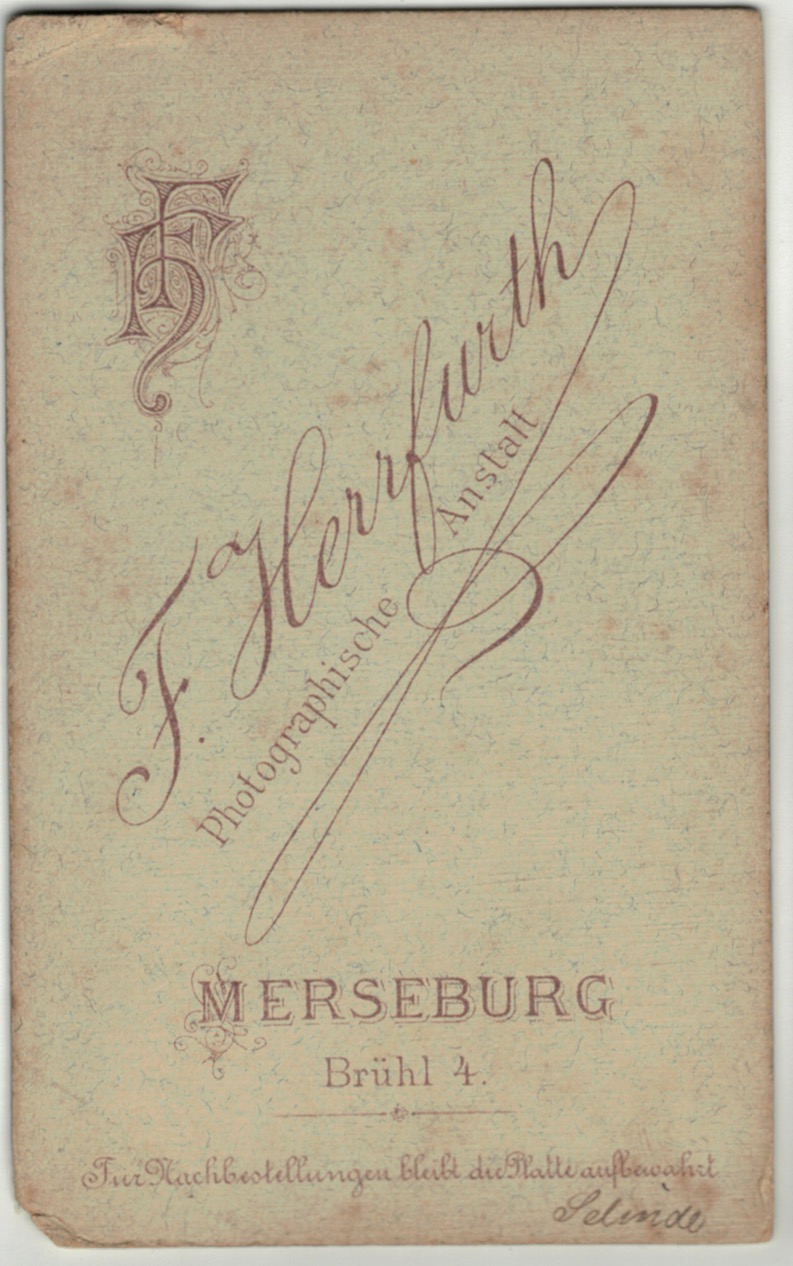 FH
F. Herrfurth
Photographische Anstalt
MERSEBURG
Brühl 4.
Für Nachbestellungen bleibt die Platte aufbewahrt
Selinde